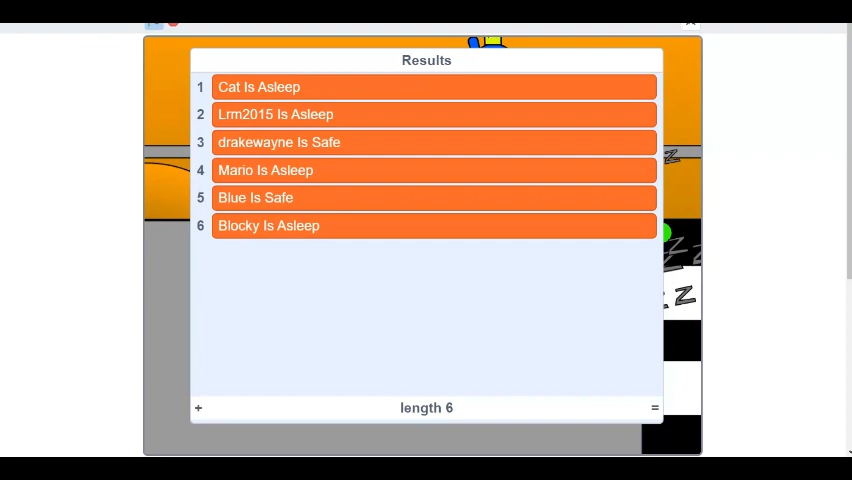 Results
1 Cat Is Asleep
2 Lrm2015 Is Asleep
3 drakewayne Is Safe
4 Mario Is Asleep
5 Blue Is Safe
6 Blocky Is Asleep
z
z
z
z
+ length 6 =